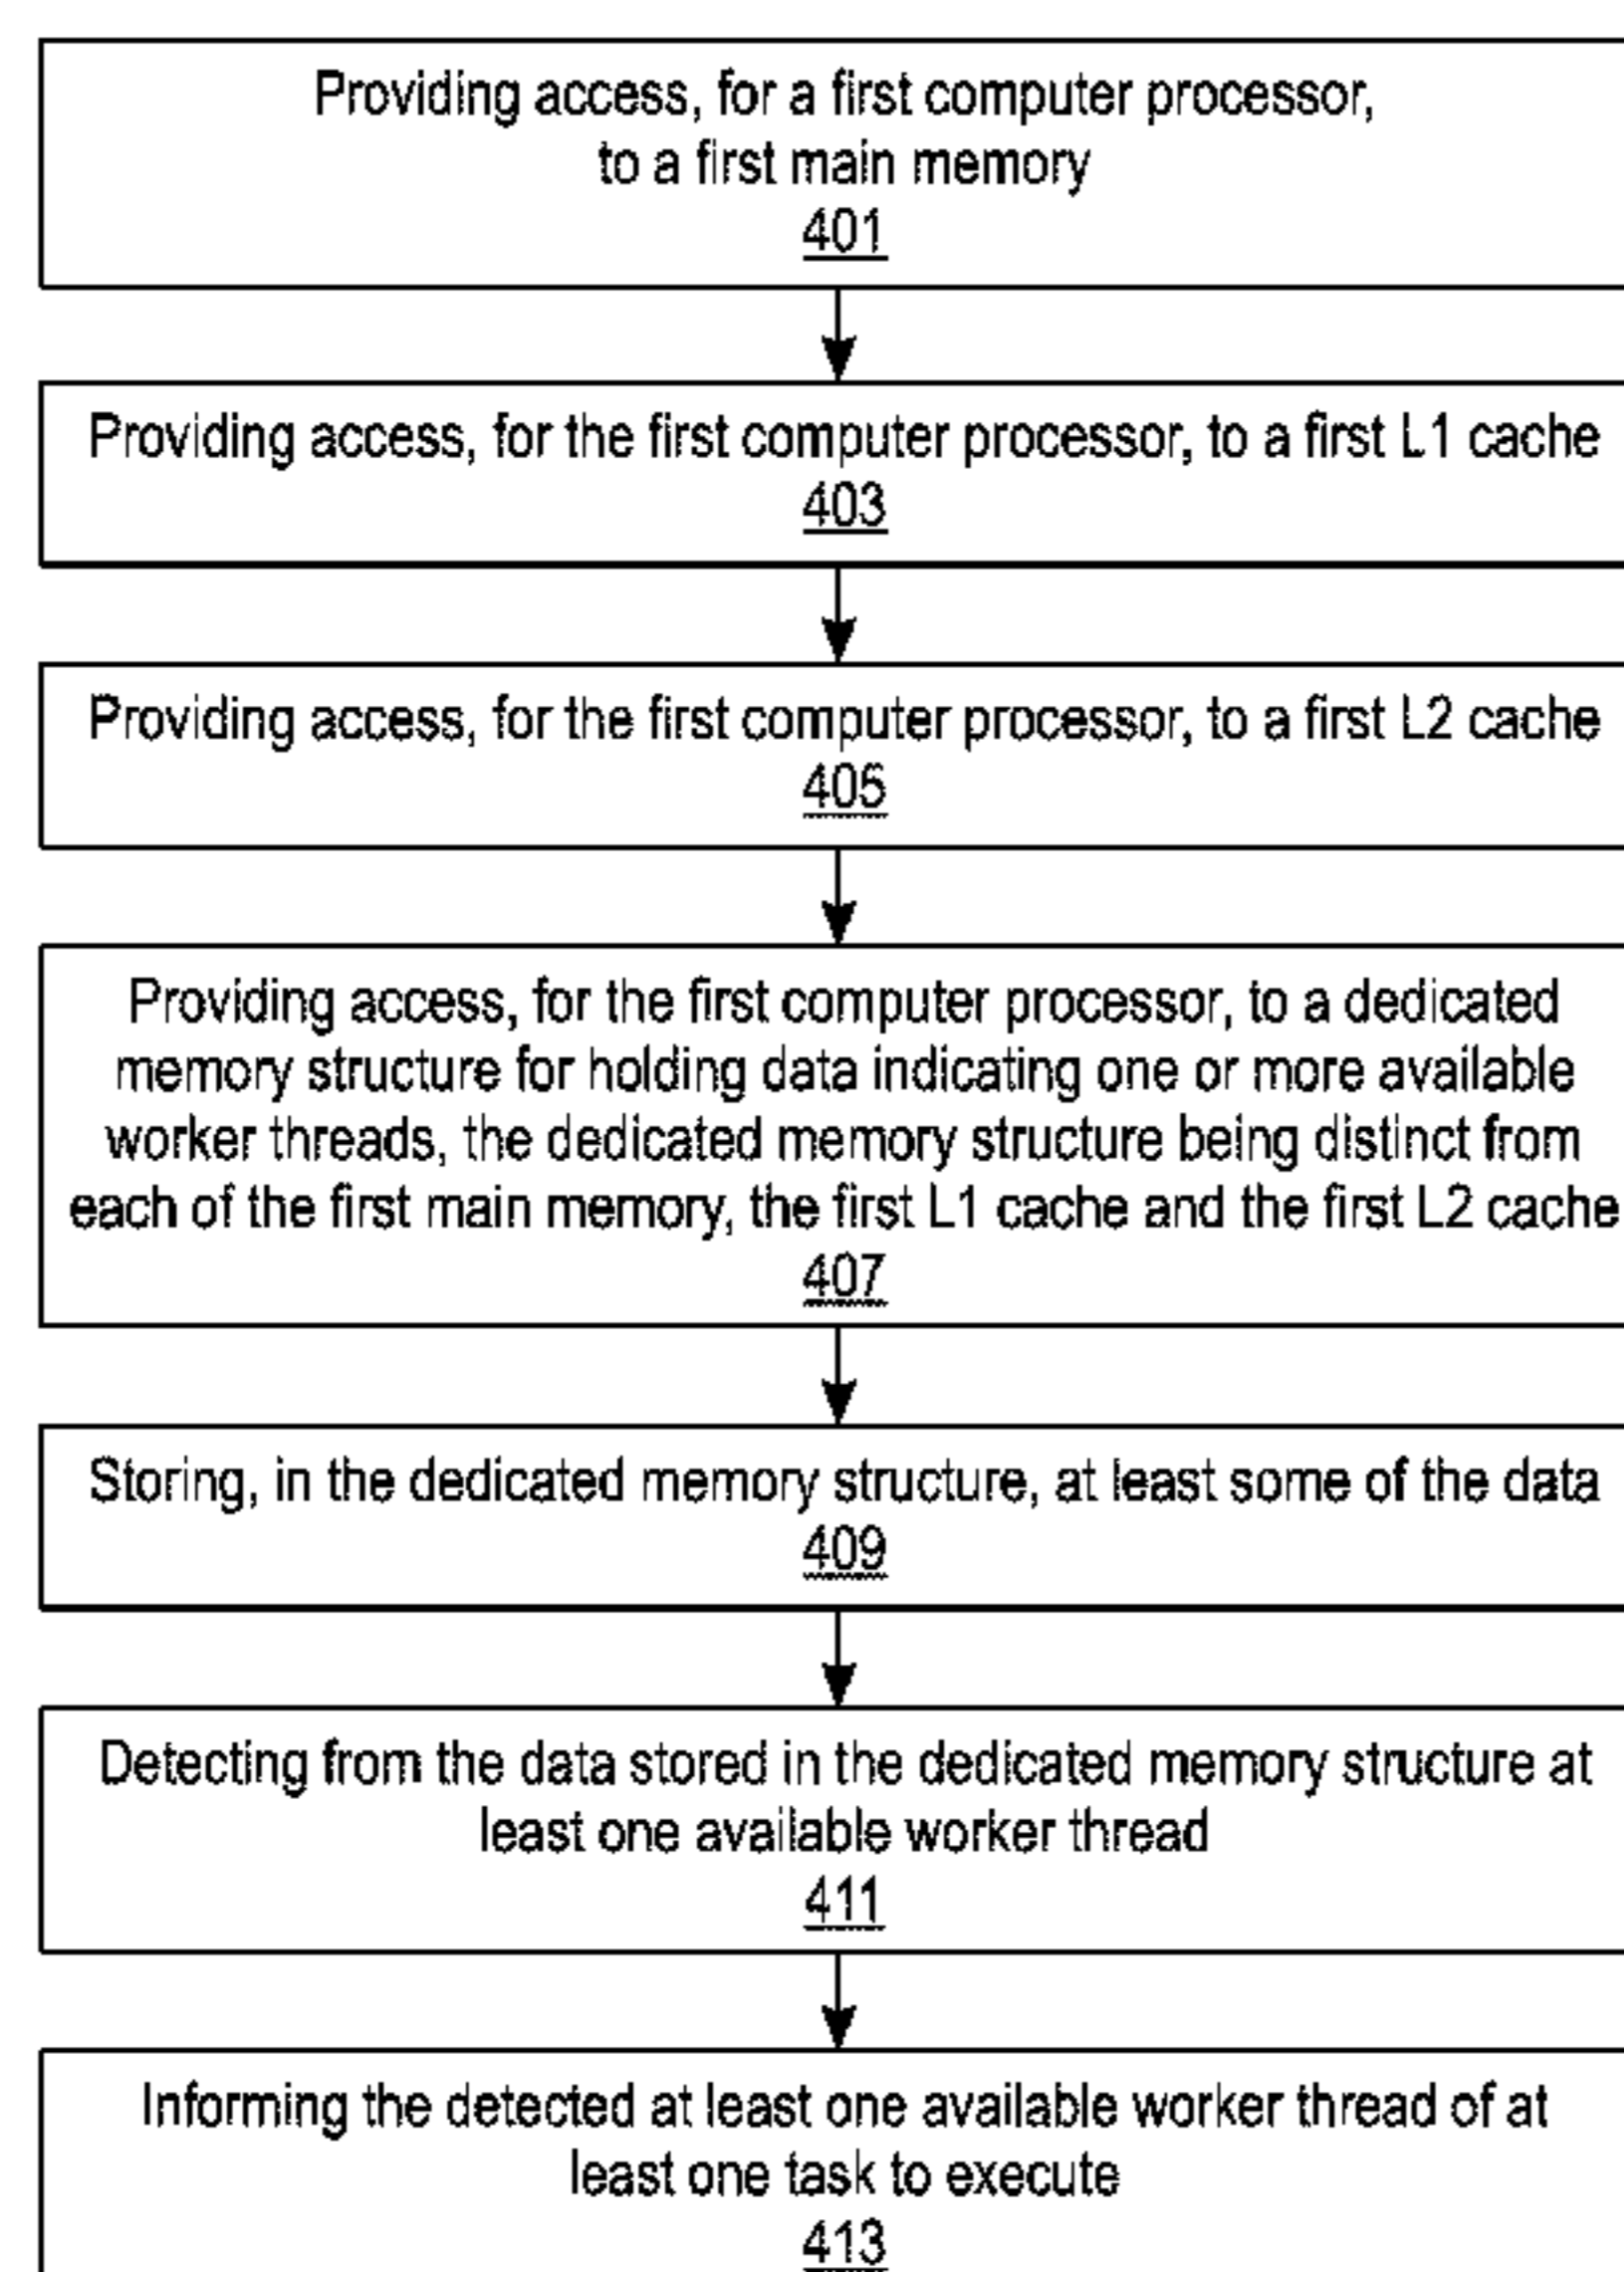 Providing access, for a first computer processor,
to a first main memory
401
Providing access, for the first computer processor, to a first L1 cache
403
Providing access, for the first computer processor, to a first L2 cache
405
Providing access, for the first computer processor, to a dedicated
memory structure for holding data indicating one or more available
worker threads, the dedicated memory structure being distinct from
each of the first main memory, the first L1 cache and the first L2 cache
407
Storing, in the dedicated memory structure, at least some of the data
409
Detecting from the data stored in the dedicated memory structure at
least one available worker thread
411
Informing the detected at least one available worker thread of at
least one task to execute
413